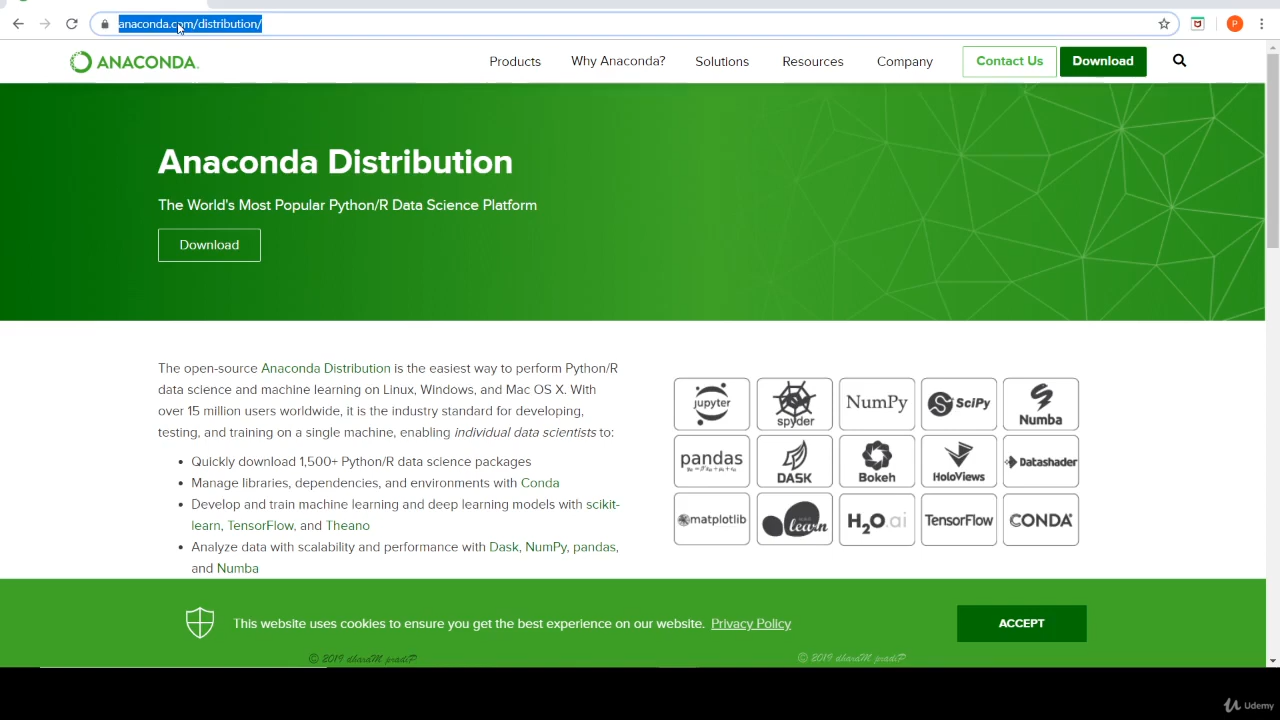 anaconda.com/distribution/
P
ANACONDA.
Products
Why Anaconda?
Solutions
Resources
Company
Contact Us
Download
Anaconda Distribution
The World's Most Popular Python/R Data Science Platform
Download
The open-source Anaconda Distribution is the easiest way to perform Python/R
data science and machine learning on Linux, Windows, and Mac OS X. With
over 15 million users worldwide, it is the industry standard for developing,
testing, and training on a single machine, enabling individual data scientists to:
• Quickly download 1,500+ Python/R data science packages
• Manage libraries, dependencies, and environments with Conda
• Develop and train machine learning and deep learning models with scikit-
learn, TensorFlow, and Theano
• Analyze data with scalability and performance with Dask, NumPy, pandas,
and Numba
jupyter
spyder
NumPy
SciPy
Numba
pandas
DASK
Bokeh
HoloViews
Datashader
matplotlib
learn
H2O.ai
TensorFlow
CONDA
This website uses cookies to ensure you get the best experience on our website. Privacy Policy
ACCEPT
© 2019 dharaM pradiP
© 2019 dharaM pradiP
Udemy